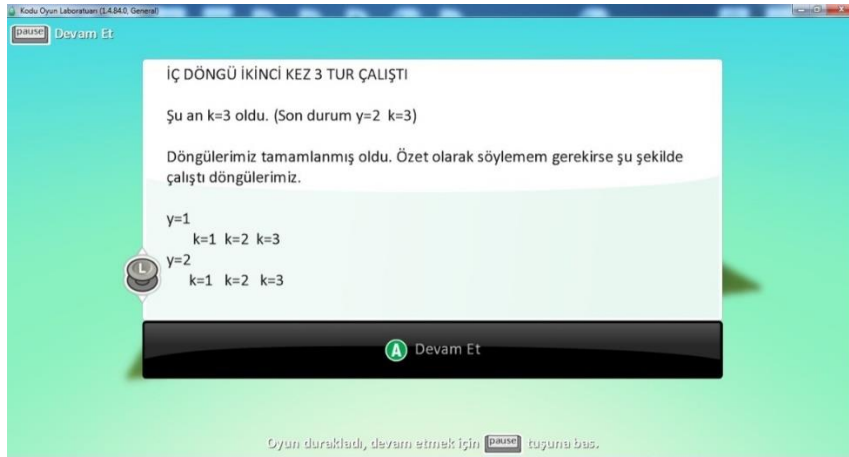 Kodu Oyun Laboratuarı (1.4.84.0, General)
pause Devam Et
İÇ DÖNGÜ İKİNCİ KEZ 3 TUR ÇALIŞTI
Şu an k=3 oldu. (Son durum y=2 k=3)
Döngülerimiz tamamlanmış oldu. Özet olarak söylemem gerekirse şu şekilde
çalıştı döngülerimiz.
y=1
k=1 k=2 k=3
y=2
k=1 k=2 k=3
L
A Devam Et
Oyun durakladı, devam etmek için pause tuşuna bas.